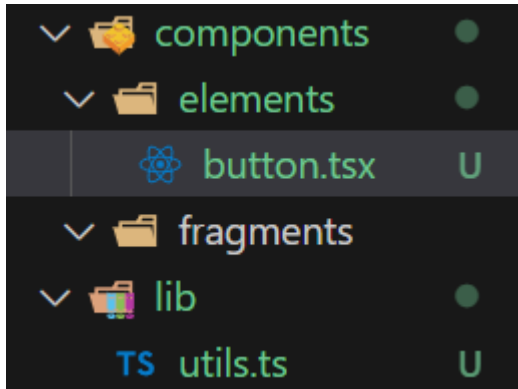 components
elements
button.tsx U
fragments
lib
TS utils.ts U